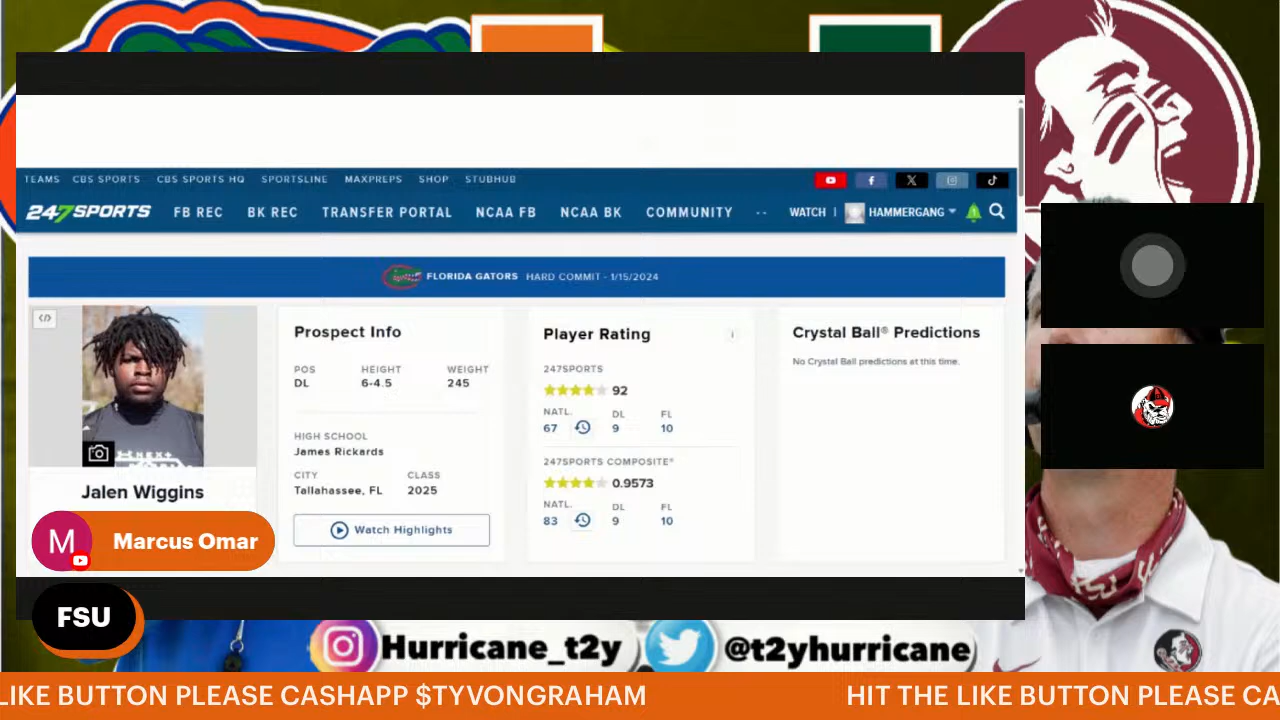 TEAMS CBS SPORTS CBS SPORTS HQ SPORTSLINE MAXPREPS SHOP STUBHUB
247SPORTS FB REC BK REC TRANSFER PORTAL NCAA FB NCAA BK COMMUNITY WATCH | HAMMERGANG
FLORIDA GATORS HARD COMMIT - 1/15/2024
Prospect Info
POS HEIGHT WEIGHT
DL 6-4.5 245
HIGH SCHOOL
James Rickards
CITY CLASS
Tallahassee, FL 2025
Watch Highlights
Player Rating
247SPORTS
92
NATL. DL FL
67 9 10
247SPORTS COMPOSITE®
0.9573
NATL. DL FL
83 9 10
Crystal Ball® Predictions
No Crystal Ball predictions at this time.
Jalen Wiggins
M Marcus Omar
FSU
Hurricane_t2y @t2yhurricane
LIKE BUTTON PLEASE CASHAPP $TYVONGRAHAM HIT THE LIKE BUTTON PLEASE CA